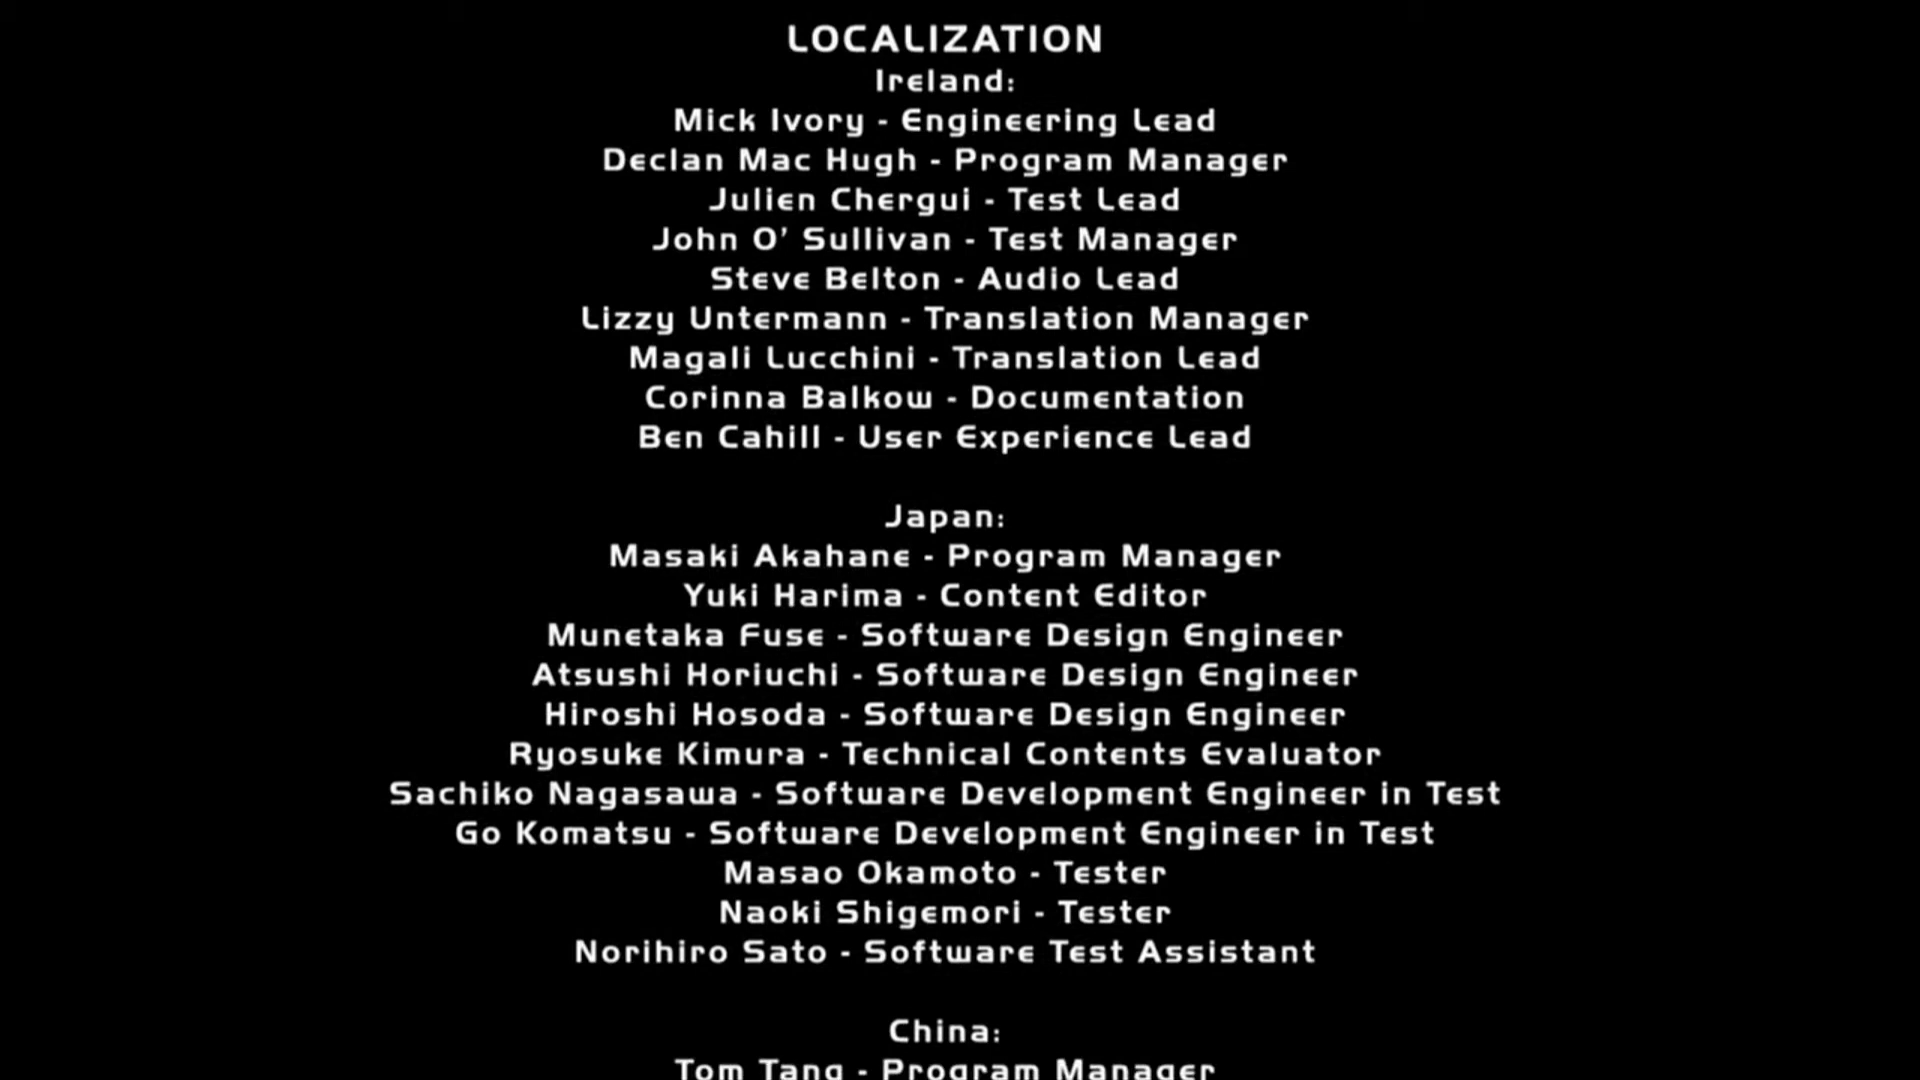 LOCALIZATION
Ireland:
Mick Ivory - Engineering Lead
Declan Mac Hugh - Program Manager
Julien Chergui - Test Lead
John O' Sullivan - Test Manager
Steve Belton - Audio Lead
Lizzy Untermann - Translation Manager
Magali Lucchini - Translation Lead
Corinna Balkow - Documentation
Ben Cahill - User Experience Lead
Japan:
Masaki Akahane - Program Manager
Yuki Harima - Content Editor
Munetaka Fuse - Software Design Engineer
Atsushi Horiuchi - Software Design Engineer
Hiroshi Hosoda - Software Design Engineer
Ryosuke Kimura - Technical Contents Evaluator
Sachiko Nagasawa - Software Development Engineer in Test
Go Komatsu - Software Development Engineer in Test
Masao Okamoto - Tester
Naoki Shigemori - Tester
Norihiro Sato - Software Test Assistant
China:
Tom Tang - Program Manager